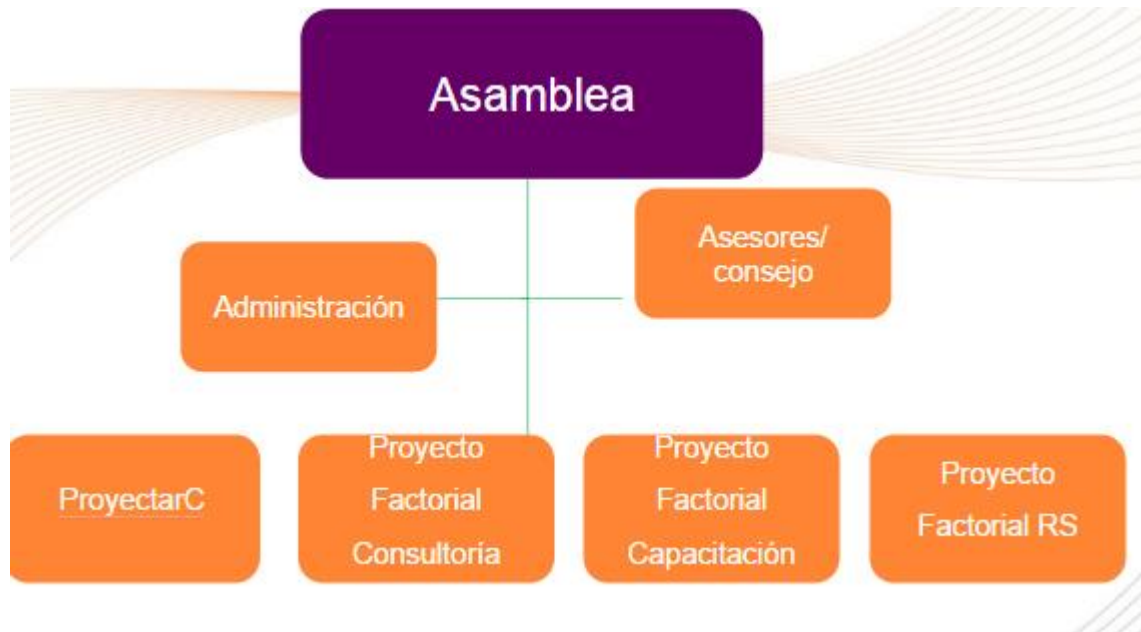 Asamblea
Asesores/
consejo
Administración
ProyectarC
Proyecto
Factorial
Consultoría
Proyecto
Factorial
Capacitación
Proyecto
Factorial RS